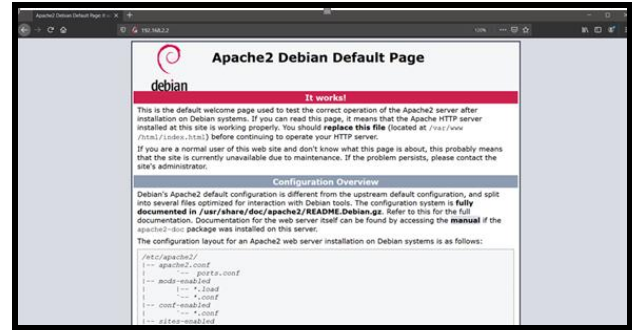 Apache2 Debian Default Page: It
192.168.2.2
120%
Apache2 Debian Default Page
debian
It works!
This is the default welcome page used to test the correct operation of the Apache2 server after
installation on Debian systems. If you can read this page, it means that the Apache HTTP server
installed at this site is working properly. You should replace this file (located at /var/www
/html/index.html) before continuing to operate your HTTP server.
If you are a normal user of this web site and don't know what this page is about, this probably means
that the site is currently unavailable due to maintenance. If the problem persists, please contact the
site's administrator.
Configuration Overview
Debian's Apache2 default configuration is different from the upstream default configuration, and split
into several files optimized for interaction with Debian tools. The configuration system is fully
documented in /usr/share/doc/apache2/README.Debian.gz. Refer to this for the full
documentation. Documentation for the web server itself can be found by accessing the manual if the
apache2-doc package was installed on this server.
The configuration layout for an Apache2 web server installation on Debian systems is as follows:
/etc/apache2/
|-- apache2.conf
|       `-- ports.conf
|-- mods-enabled
|       |-- *.load
|       `-- *.conf
|-- conf-enabled
|       `-- *.conf
|-- sites-enabled